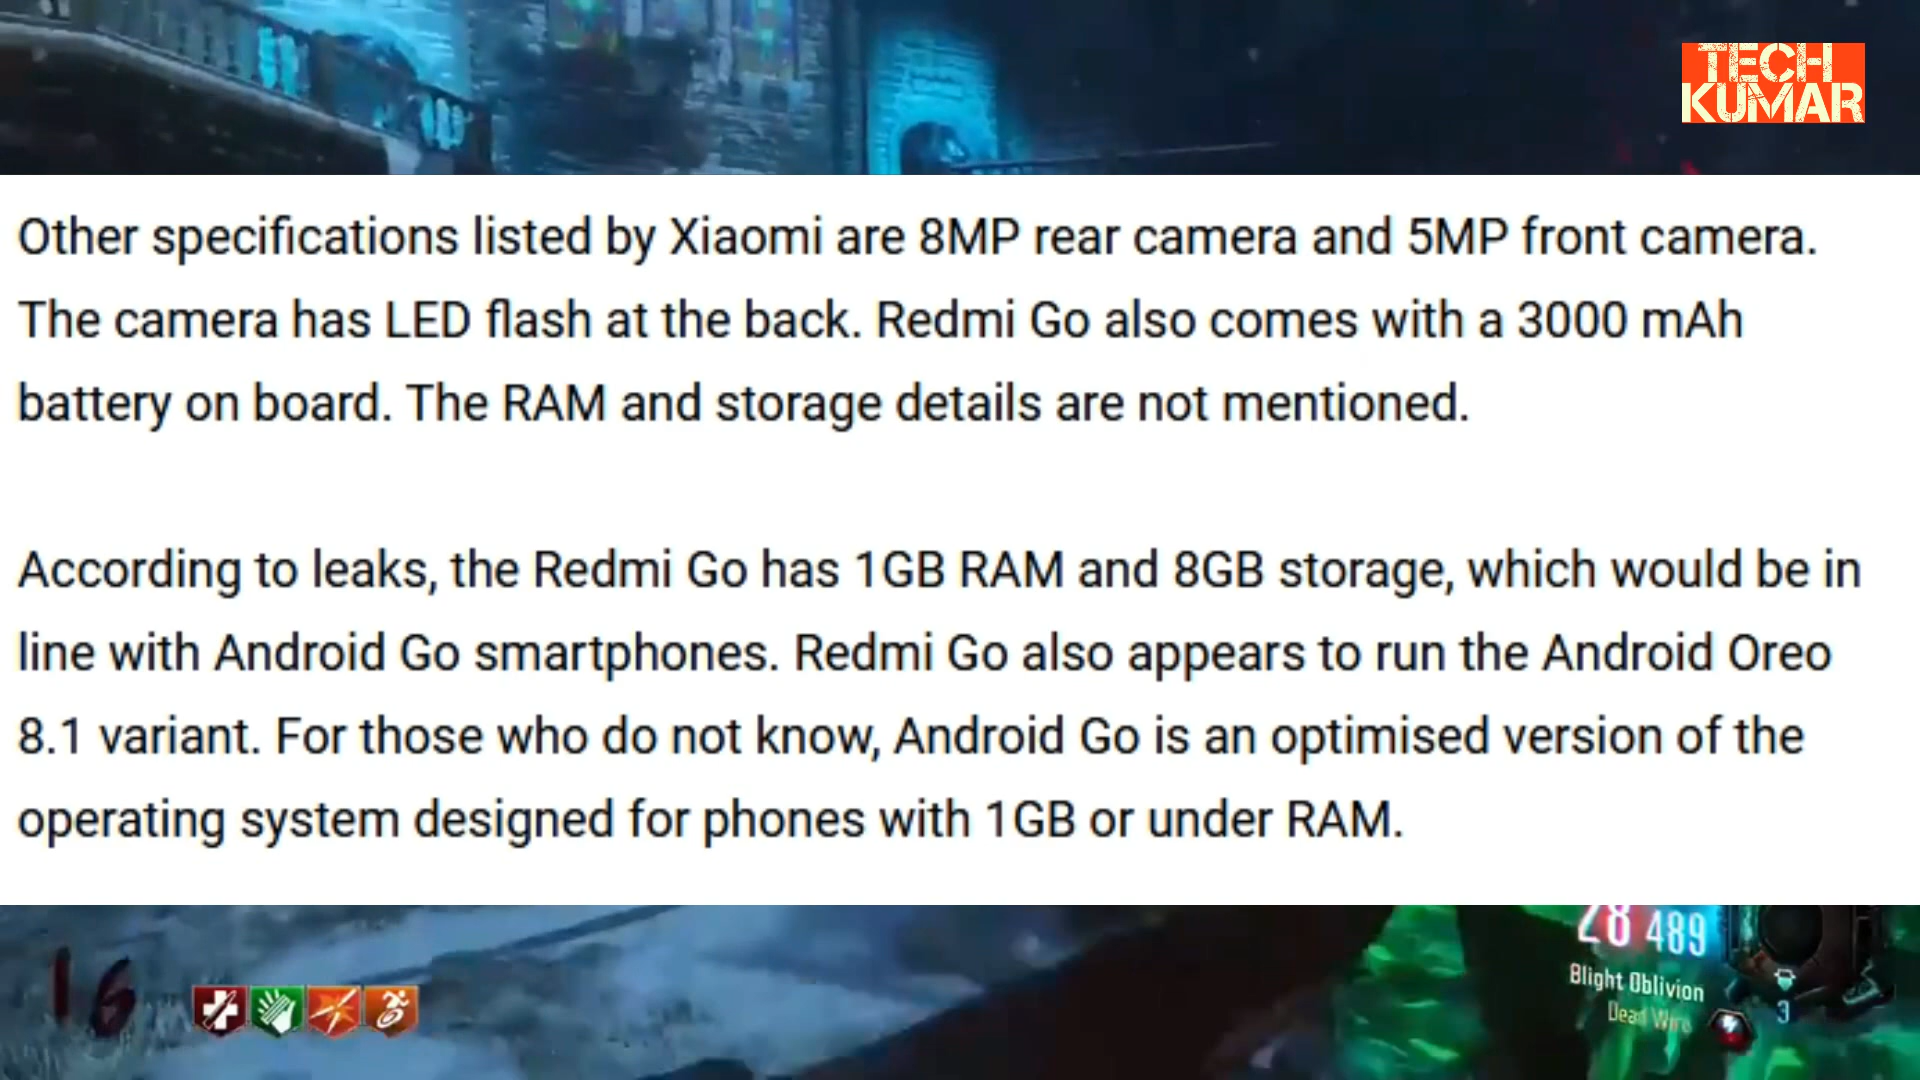 TECH
KUMAR
Other specifications listed by Xiaomi are 8MP rear camera and 5MP front camera.
The camera has LED flash at the back. Redmi Go also comes with a 3000 mAh
battery on board. The RAM and storage details are not mentioned.
According to leaks, the Redmi Go has 1GB RAM and 8GB storage, which would be in
line with Android Go smartphones. Redmi Go also appears to run the Android Oreo
8.1 variant. For those who do not know, Android Go is an optimised version of the
operating system designed for phones with 1GB or under RAM.
28 489
Blight Oblivion
Dead Wire
3
16